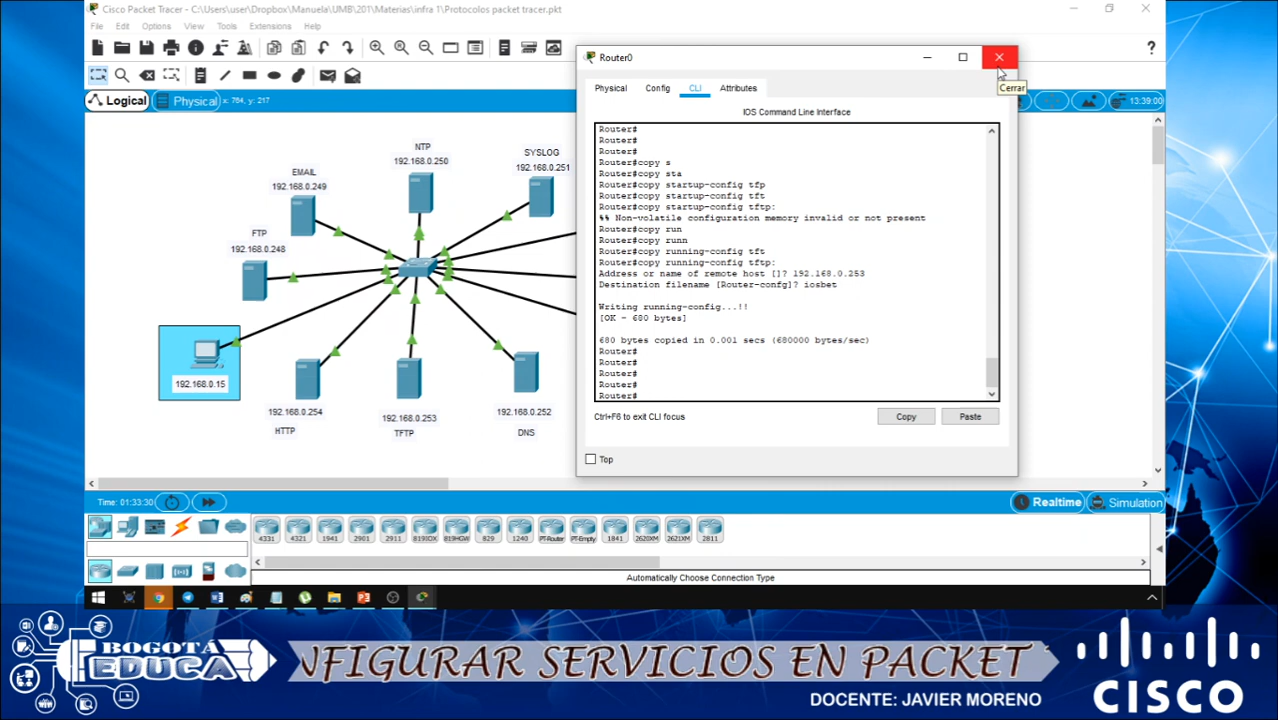 Cisco Packet Tracer - C:\Users\user\Dropbox\Manuela\UMB\201\Materias\infra 1\Protocolos packet tracer.pkt
File Edit Options View Tools Extensions Help
?
Logical
Physical
x: 764, y: 217
13:39:00
NTP
192.168.0.250
SYSLOG
192.168.0.251
EMAIL
192.168.0.249
FTP
192.168.0.248
192.168.0.15
192.168.0.254
HTTP
192.168.0.253
TFTP
192.168.0.252
DNS
Router0
Cerrar
Physical Config CLI Attributes
IOS Command Line Interface
Router#
Router#
Router#
Router#copy s
Router#copy sta
Router#copy startup-config tfp
Router#copy startup-config tft
Router#copy startup-config tftp:
%% Non-volatile configuration memory invalid or not present
Router#copy run
Router#copy runn
Router#copy running-config tft
Router#copy running-config tftp:
Address or name of remote host []? 192.168.0.253
Destination filename [Router-confg]? iosbet
Writing running-config...!!
[OK - 680 bytes]
680 bytes copied in 0.001 secs (680000 bytes/sec)
Router#
Router#
Router#
Router#
Router#
Ctrl+F6 to exit CLI focus
Copy
Paste
Top
Time: 01:33:30
Realtime
Simulation
4331 4321 1941 2901 2911 819IOX 819HGW 829 1240 PT-Router PT-Empty 1841 2620XM 2621XM 2811
Automatically Choose Connection Type
BOGOTÁ
EDUCA
NFIGURAR SERVICIOS EN PACKET
DOCENTE: JAVIER MORENO
CISCO